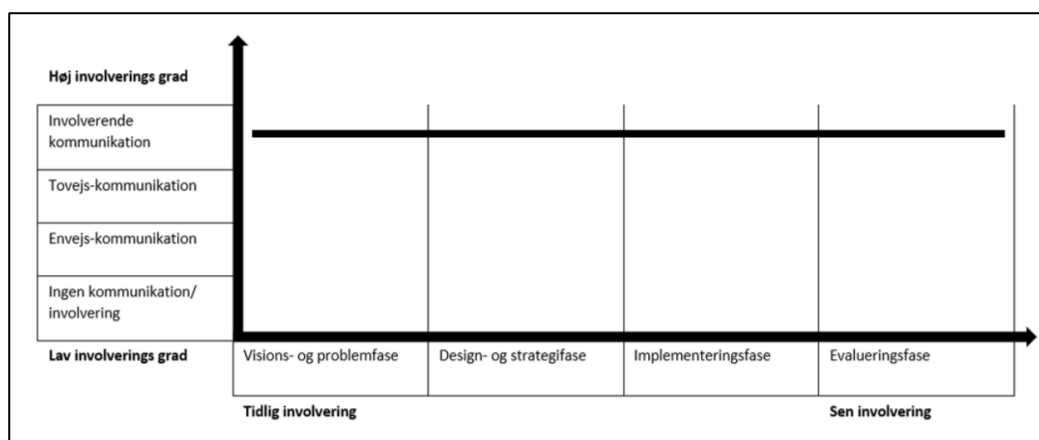 Høj involverings grad
Involverende
kommunikation
Tovejs-kommunikation
Envejs-kommunikation
Ingen kommunikation/
involvering
Lav involverings grad
Visions- og problemfase
Design- og strategifase
Implementeringsfase
Evalueringsfase
Tidlig involvering
Sen involvering